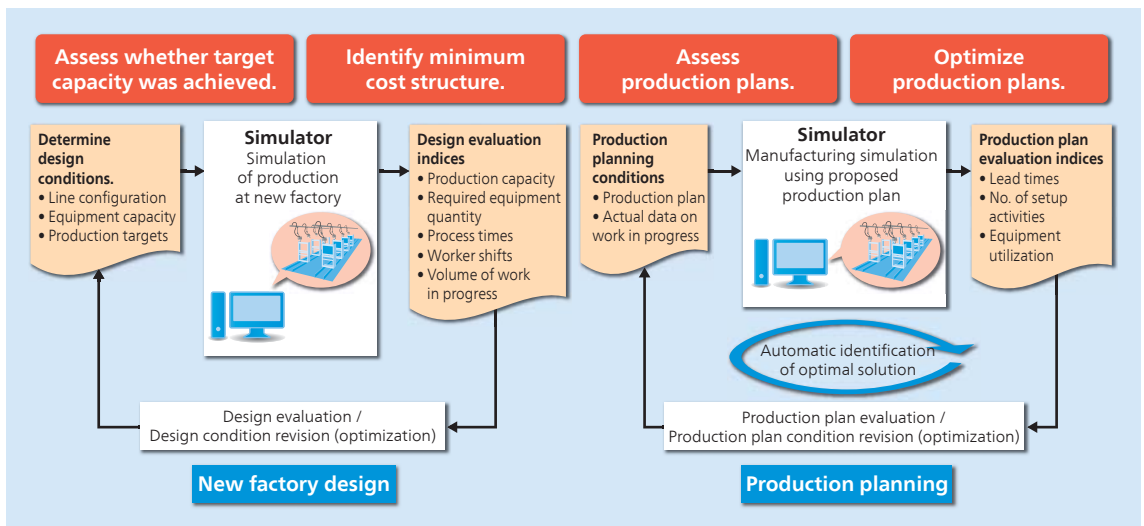 Assess whether target
capacity was achieved.
Identify minimum
cost structure.
Assess
production plans.
Optimize
production plans.
Determine
design
conditions.
• Line configuration
• Equipment capacity
• Production targets
Simulator
Simulation
of production
at new factory
Design evaluation
indices
• Production capacity
• Required equipment
quantity
• Process times
• Worker shifts
• Volume of work
in progress
Design evaluation /
Design condition revision (optimization)
New factory design
Production
planning
conditions
• Production plan
• Actual data on
work in progress
Simulator
Manufacturing simulation
using proposed
production plan
Production plan
evaluation indices
• Lead times
• No. of setup
activities
• Equipment
utilization
Automatic identification
of optimal solution
Production plan evaluation /
Production plan condition revision (optimization)
Production planning